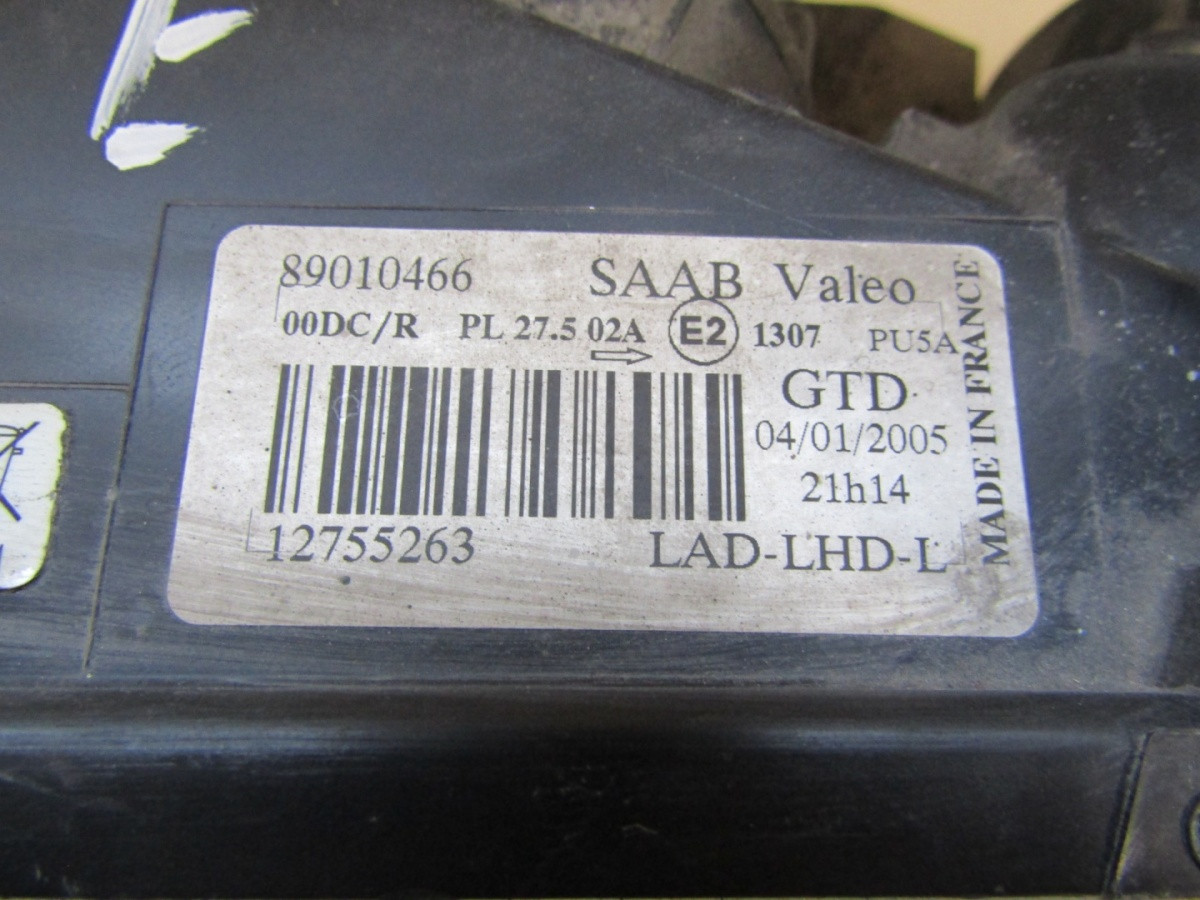 89010466 SAAB Valeo
00DC/R PL 27.5 02A E2 1307 PU5A
GTD
04/01/2005
21h14
12755263 LAD-LHD-L
MADE IN FRANCE